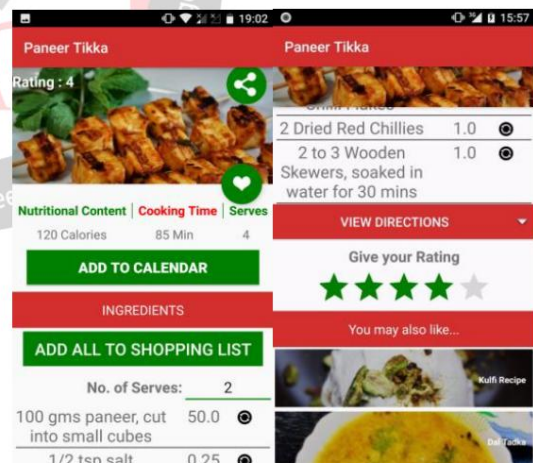 19:02
Paneer Tikka
Rating : 4
Nutritional Content | Cooking Time | Serves
120 Calories 85 Min 4
ADD TO CALENDAR
INGREDIENTS
ADD ALL TO SHOPPING LIST
No. of Serves: 2
100 gms paneer, cut into small cubes 50.0
1/2 tsp salt 0.25
15:57
Paneer Tikka
Chilli Flakes
2 Dried Red Chillies 1.0
2 to 3 Wooden 1.0
Skewers, soaked in
water for 30 mins
VIEW DIRECTIONS
Give your Rating
You may also like...
Kulfi Recipe
Dal Tadka